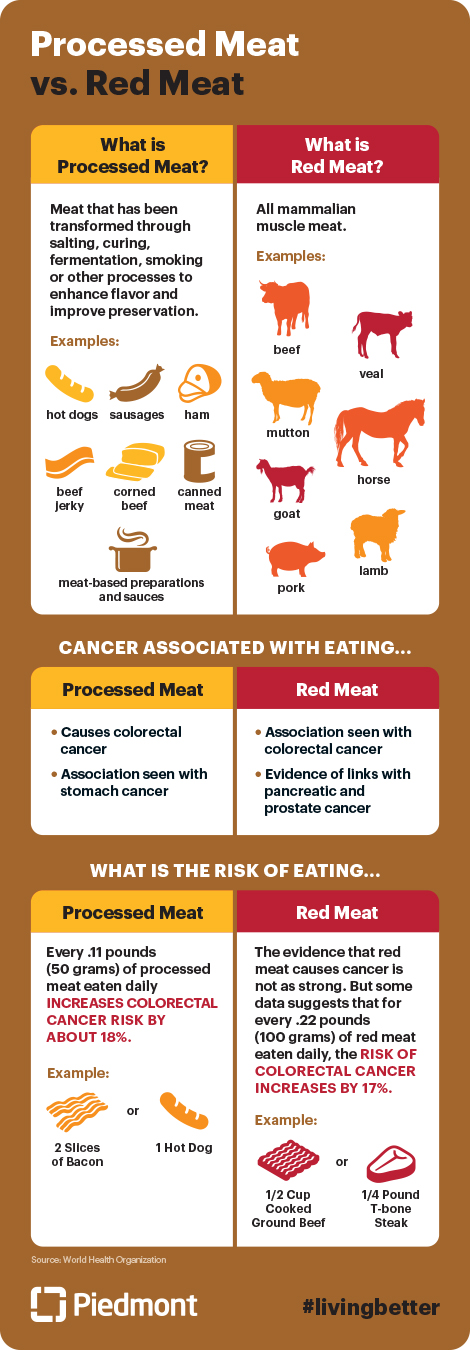 Processed Meat
vs. Red Meat
What is
Processed Meat?
Meat that has been
transformed through
salting, curing,
fermentation, smoking
or other processes to
enhance flavor and
improve preservation.
Examples:
hot dogs
sausages
ham
beef
jerky
corned
beef
canned
meat
meat-based preparations
and sauces
What is
Red Meat?
All mammalian
muscle meat.
Examples:
beef
veal
mutton
horse
goat
lamb
pork
CANCER ASSOCIATED WITH EATING...
Processed Meat
• Causes colorectal
cancer
• Association seen with
stomach cancer
Red Meat
• Association seen with
colorectal cancer
• Evidence of links with
pancreatic and
prostate cancer
WHAT IS THE RISK OF EATING...
Processed Meat
Every .11 pounds
(50 grams) of processed
meat eaten daily
INCREASES COLORECTAL
CANCER RISK BY
ABOUT 18%.
Example:
or
2 Slices
of Bacon
1 Hot Dog
Red Meat
The evidence that red
meat causes cancer is
not as strong. But some
data suggests that for
every .22 pounds
(100 grams) of red meat
eaten daily, the RISK OF
COLORECTAL CANCER
INCREASES BY 17%.
Example:
or
1/2 Cup
Cooked
Ground Beef
1/4 Pound
T-bone
Steak
Source: World Health Organization
Piedmont
#livingbetter